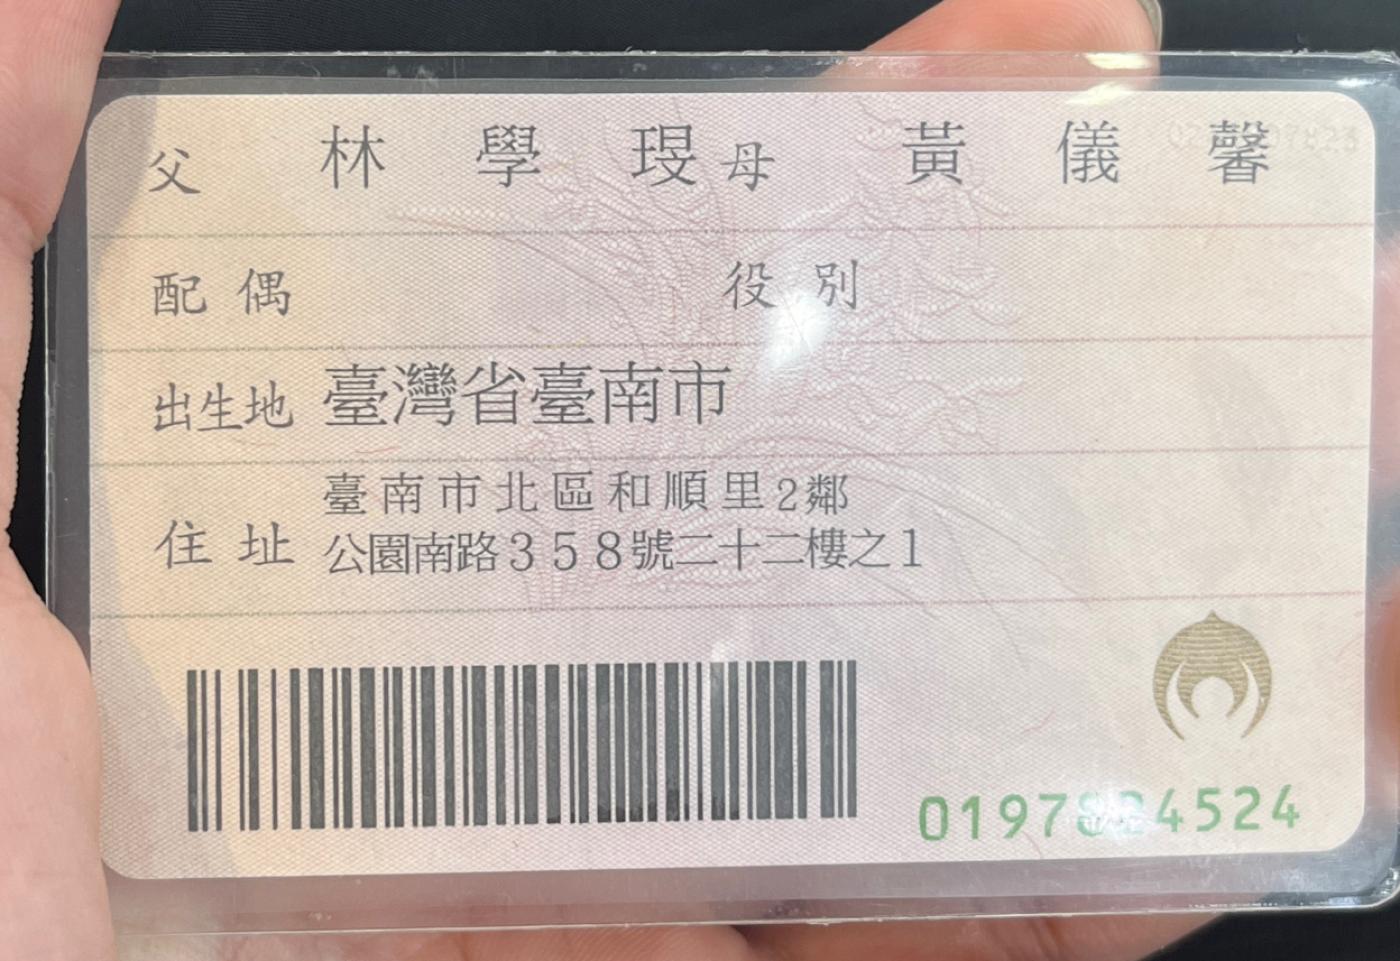 父 林學琝 母 黃儀馨
配偶 役別
出生地 臺灣省臺南市
臺南市北區和順里2鄰
住址 公園南路358號二十二樓之1
0197824524